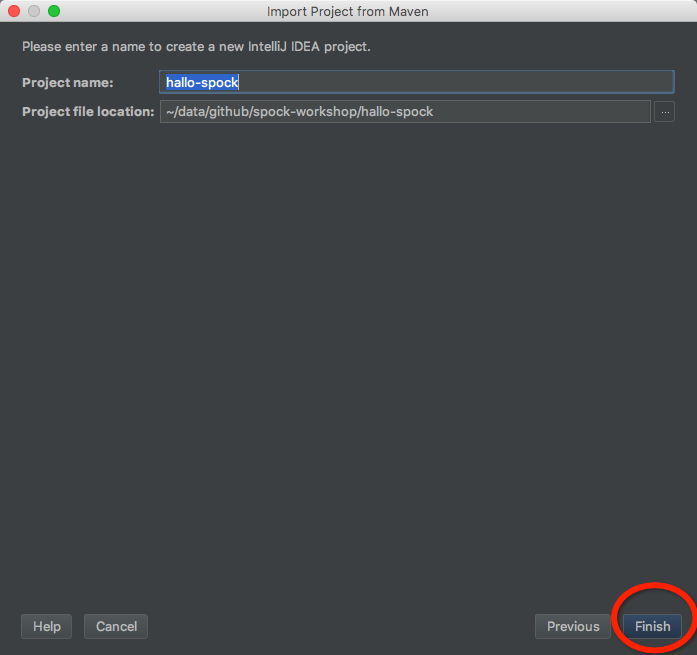 Import Project from Maven
Please enter a name to create a new IntelliJ IDEA project.
Project name: hallo-spock
Project file location: ~/data/github/spock-workshop/hallo-spock ...
Help Cancel Previous Finish